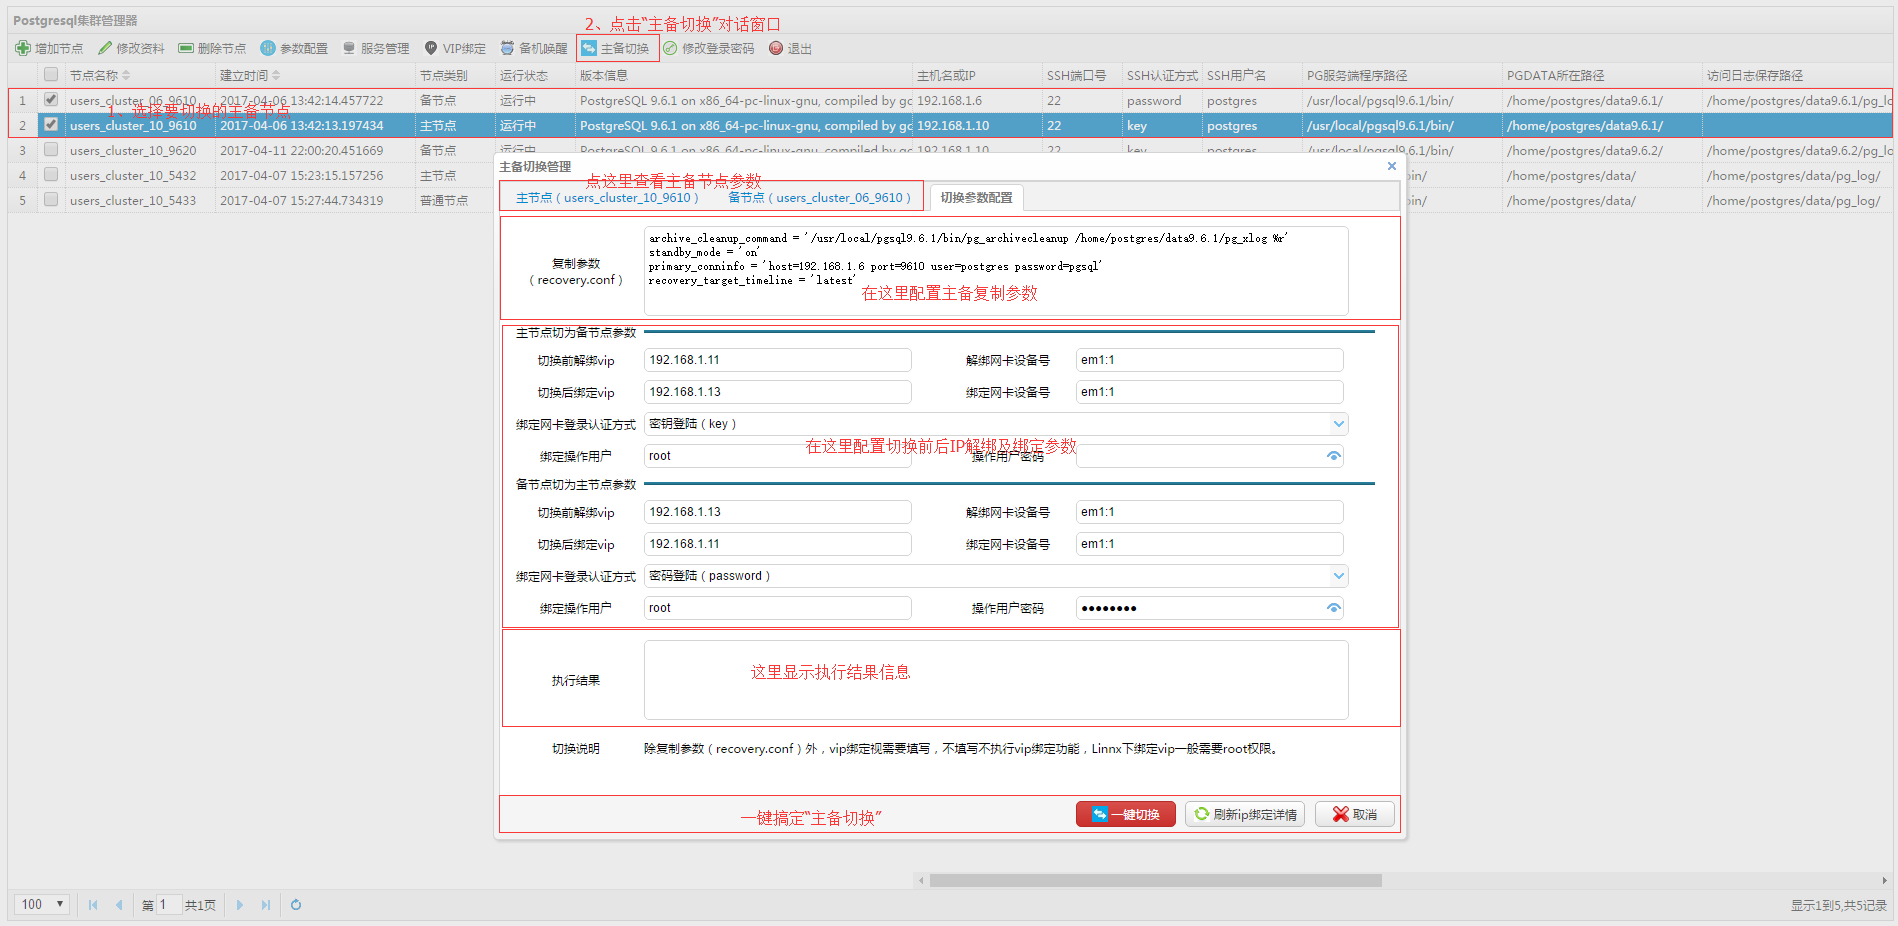 Postgresql集群管理器
2、点击“主备切换”对话窗口
增加节点 修改资料 删除节点 参数配置 服务管理 VIP绑定 备机唤醒 主备切换 修改登录密码 退出
节点名称 建立时间 节点类别 运行状态 版本信息 主机名或IP SSH端口号 SSH认证方式 SSH用户名 PG服务端程序路径 PGDATA所在路径 访问日志保存路径
1 users_cluster_06_9610 2017-04-06 13:42:14.457722 备节点 运行中 PostgreSQL 9.6.1 on x86_64-pc-linux-gnu, compiled by gc 192.168.1.6 22 password postgres /usr/local/pgsql9.6.1/bin/ /home/postgres/data9.6.1/ /home/postgres/data9.6.1/pg_lo
1、选择要切换的主备节点
2 users_cluster_10_9610 2017-04-06 13:42:13.197434 主节点 运行中 PostgreSQL 9.6.1 on x86_64-pc-linux-gnu, compiled by gc 192.168.1.10 22 key postgres /usr/local/pgsql9.6.1/bin/ /home/postgres/data9.6.1/
3 users_cluster_10_9620 2017-04-11 22:00:20.451669 备节点 运行中 PostgreSQL 9.6.1 on x86_64-pc-linux-gnu, compiled by gc 192.168.1.10 22 key postgres /usr/local/pgsql9.6.1/bin/ /home/postgres/data9.6.2/ /home/postgres/data9.6.2/pg_lo
4 users_cluster_10_5432 2017-04-07 15:23:15.157256 主节点 bin/ /home/postgres/data/ /home/postgres/data/pg_log/
5 users_cluster_10_5433 2017-04-07 15:27:44.734319 普通节点 bin/ /home/postgres/data/ /home/postgres/data/pg_log/
主备切换管理
点这里查看主备节点参数
主节点（users_cluster_10_9610） 备节点（users_cluster_06_9610） 切换参数配置
复制参数
（recovery.conf）
archive_cleanup_command = '/usr/local/pgsql9.6.1/bin/pg_archivecleanup /home/postgres/data9.6.1/pg_xlog %r'
standby_mode = 'on'
primary_conninfo = 'host=192.168.1.6 port=9610 user=postgres password=pgsql'
recovery_target_timeline = 'latest'
在这里配置主备复制参数
主节点切为备节点参数
切换前解绑vip 192.168.1.11 解绑网卡设备号 em1:1
切换后绑定vip 192.168.1.13 绑定网卡设备号 em1:1
绑定网卡登录认证方式 密钥登陆（key）
在这里配置切换前后IP解绑及绑定参数
绑定操作用户 root 操作用户密码
备节点切为主节点参数
切换前解绑vip 192.168.1.13 解绑网卡设备号 em1:1
切换后绑定vip 192.168.1.11 绑定网卡设备号 em1:1
绑定网卡登录认证方式 密码登陆（password）
绑定操作用户 root 操作用户密码 ●●●●●●●●
执行结果 这里显示执行结果信息
切换说明 除复制参数（recovery.conf）外，vip绑定视需要填写，不填写不执行vip绑定功能，Linnx下绑定vip一般需要root权限。
一键搞定“主备切换” 一键切换 刷新ip绑定详情 取消
100 第 1 共1页 显示1到5,共5记录